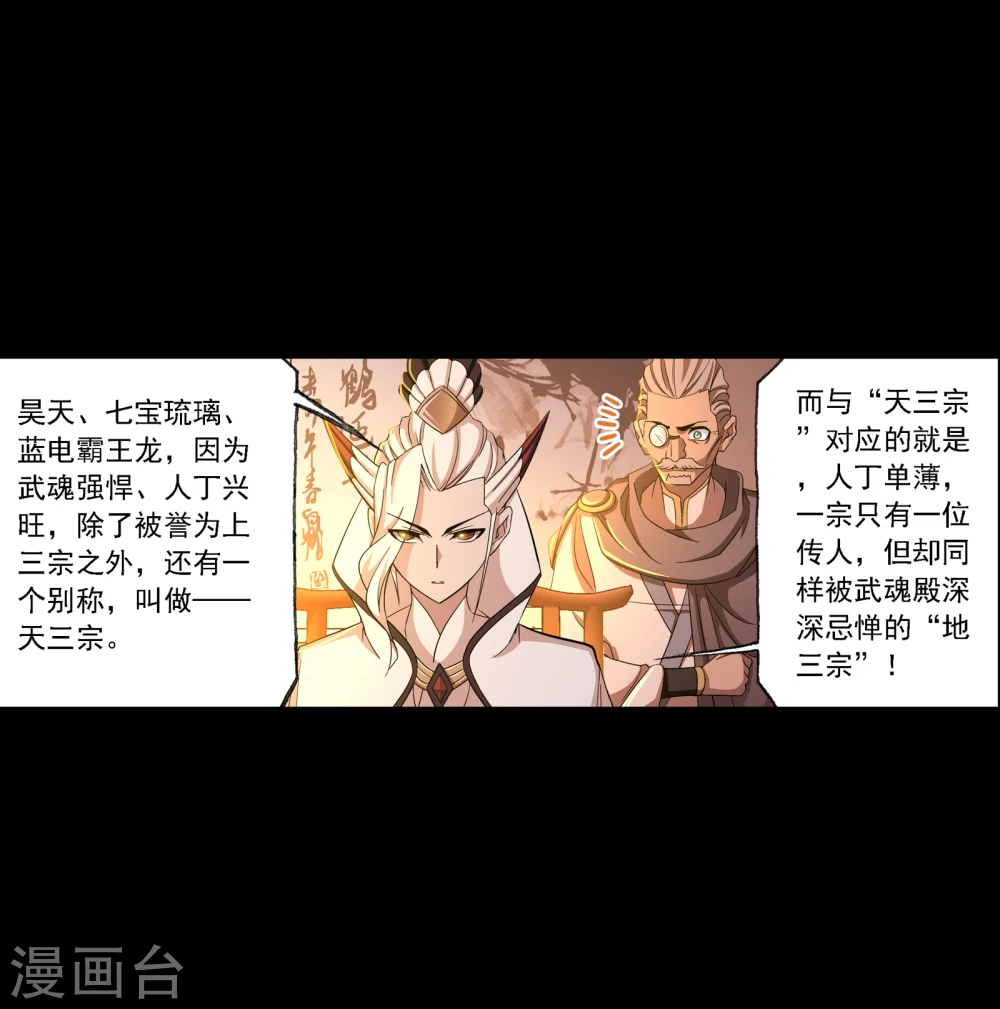 昊天、七宝琉璃、
蓝电霸王龙，因为
武魂强悍、人丁兴
旺，除了被誉为上
三宗之外，还有一
个别称，叫做——
天三宗。
而与“天三宗
”对应的就是
，人丁单薄，
一宗只有一位
传人，但却同
样被武魂殿深
深忌惮的“地
三宗”！
鹤
漫画台